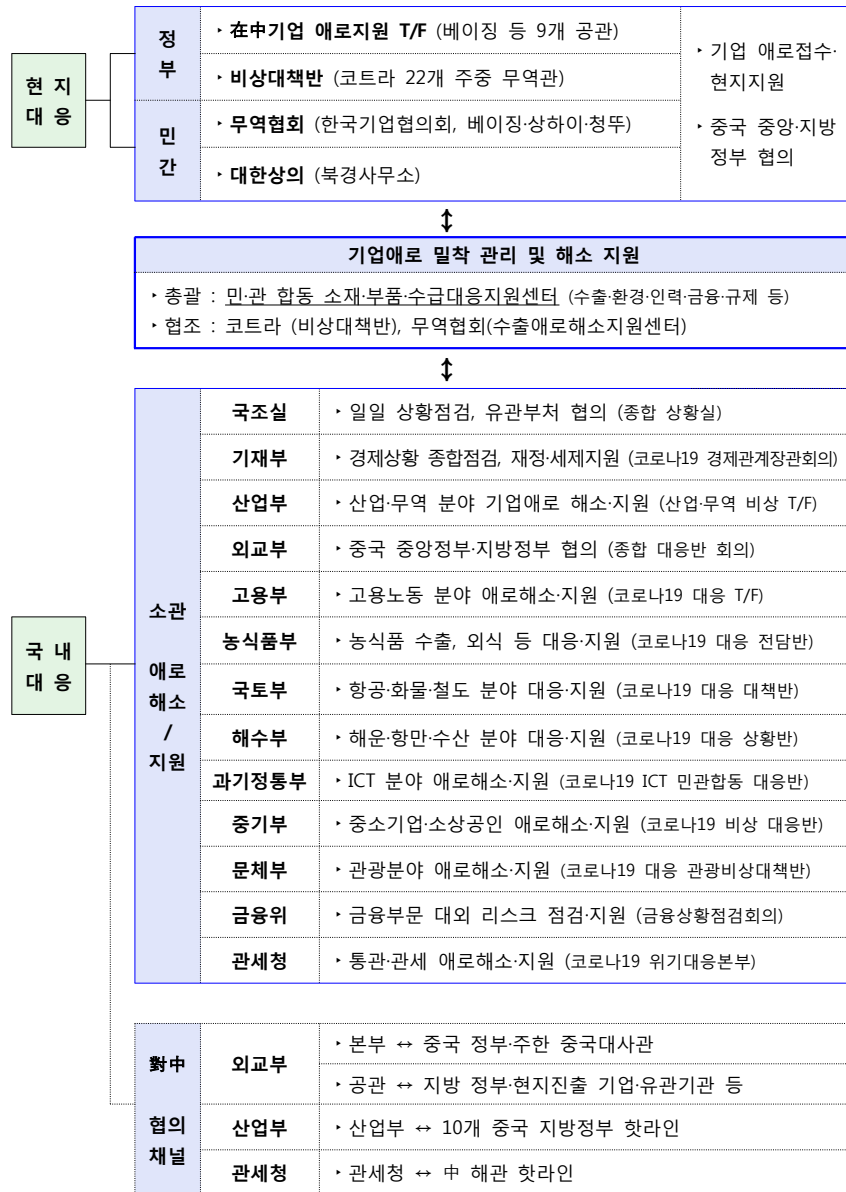 현 지
대 응
정
부
‣ 在中기업 애로지원 T/F (베이징 등 9개 공관)
‣ 비상대책반 (코트라 22개 주중 무역관)
민
간
‣ 무역협회 (한국기업협의회, 베이징·상하이·청뚜)
‣ 대한상의 (북경사무소)
‣ 기업 애로접수·
현지지원
‣ 중국 중앙·지방
정부 협의
↕
기업애로 밀착 관리 및 해소 지원
‣ 총괄 : 민·관 합동 소재·부품·수급대응지원센터 (수출·환경·인력·금융·규제 등)
‣ 협조 : 코트라 (비상대책반), 무역협회(수출애로해소지원센터)
↕
국 내
대 응
소관
애로
해소
/
지원
국조실 ‣ 일일 상황점검, 유관부처 협의 (종합 상황실)
기재부 ‣ 경제상황 종합점검, 재정·세제지원 (코로나19 경제관계장관회의)
산업부 ‣ 산업·무역 분야 기업애로 해소·지원 (산업·무역 비상 T/F)
외교부 ‣ 중국 중앙정부·지방정부 협의 (종합 대응반 회의)
고용부 ‣ 고용노동 분야 애로해소·지원 (코로나19 대응 T/F)
농식품부 ‣ 농식품 수출, 외식 등 대응·지원 (코로나19 대응 전담반)
국토부 ‣ 항공·화물·철도 분야 대응·지원 (코로나19 대응 대책반)
해수부 ‣ 해운·항만·수산 분야 대응·지원 (코로나19 대응 상황반)
과기정통부 ‣ ICT 분야 애로해소·지원 (코로나19 ICT 민관합동 대응반)
중기부 ‣ 중소기업·소상공인 애로해소·지원 (코로나19 비상 대응반)
문체부 ‣ 관광분야 애로해소·지원 (코로나19 대응 관광비상대책반)
금융위 ‣ 금융부문 대외 리스크 점검·지원 (금융상황점검회의)
관세청 ‣ 통관·관세 애로해소·지원 (코로나19 위기대응본부)
對中
협의
채널
외교부
‣ 본부 ↔ 중국 정부·주한 중국대사관
‣ 공관 ↔ 지방 정부·현지진출 기업·유관기관 등
산업부 ‣ 산업부 ↔ 10개 중국 지방정부 핫라인
관세청 ‣ 관세청 ↔ 中 해관 핫라인